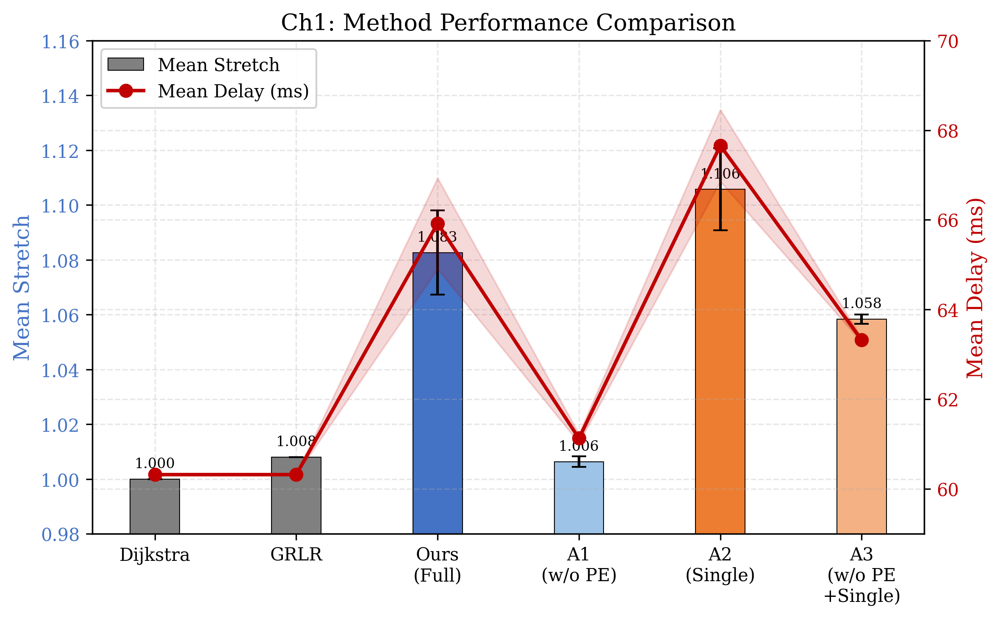 Ch1: Method Performance Comparison
Mean Stretch
Mean Delay (ms)
1.16
1.14
1.12
1.10
1.08
1.06
1.04
1.02
1.00
0.98
Mean Stretch
70
68
66
64
62
60
Mean Delay (ms)
1.000
1.008
1.083
1.006
1.106
1.058
Dijkstra
GRLR
Ours
(Full)
A1
(w/o PE)
A2
(Single)
A3
(w/o PE
+Single)